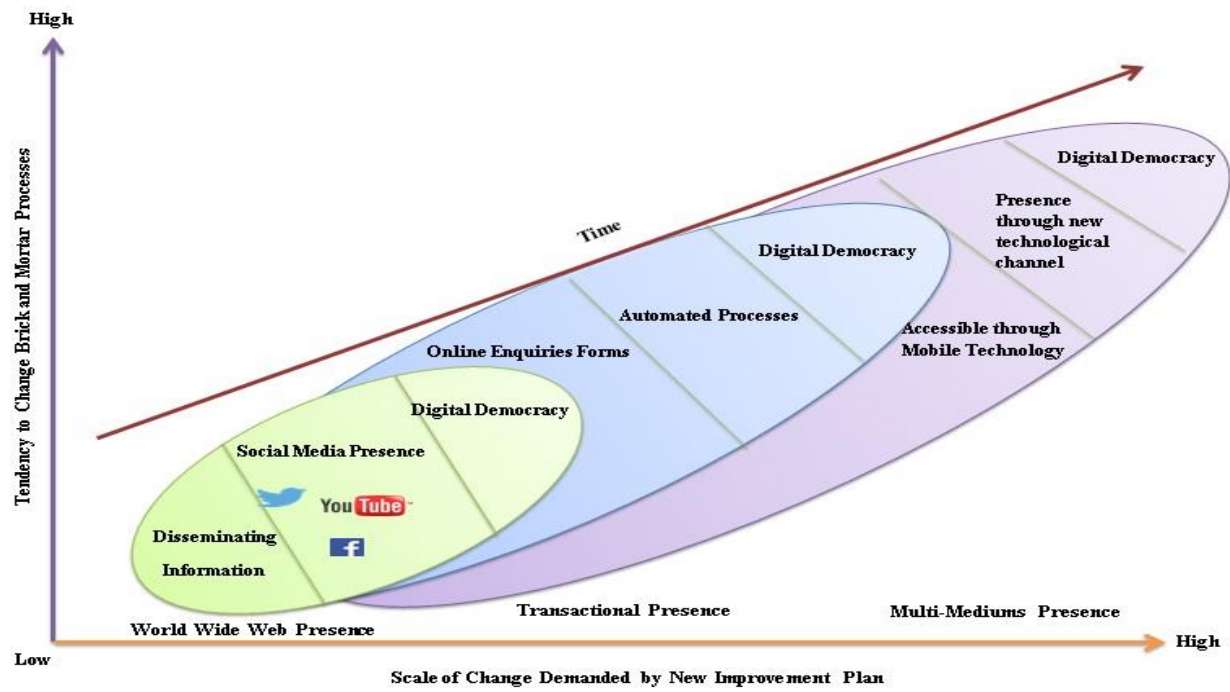 High
Tendency to Change Brick and Mortar Processes
Time
Digital Democracy
Presence
through new
technological
channel
Digital Democracy
Automated Processes
Accessible through
Mobile Technology
Online Enquiries Forms
Digital Democracy
Social Media Presence
YouTube
f
Disseminating
Information
Transactional Presence
Multi-Mediums Presence
World Wide Web Presence
Low
High
Scale of Change Demanded by New Improvement Plan